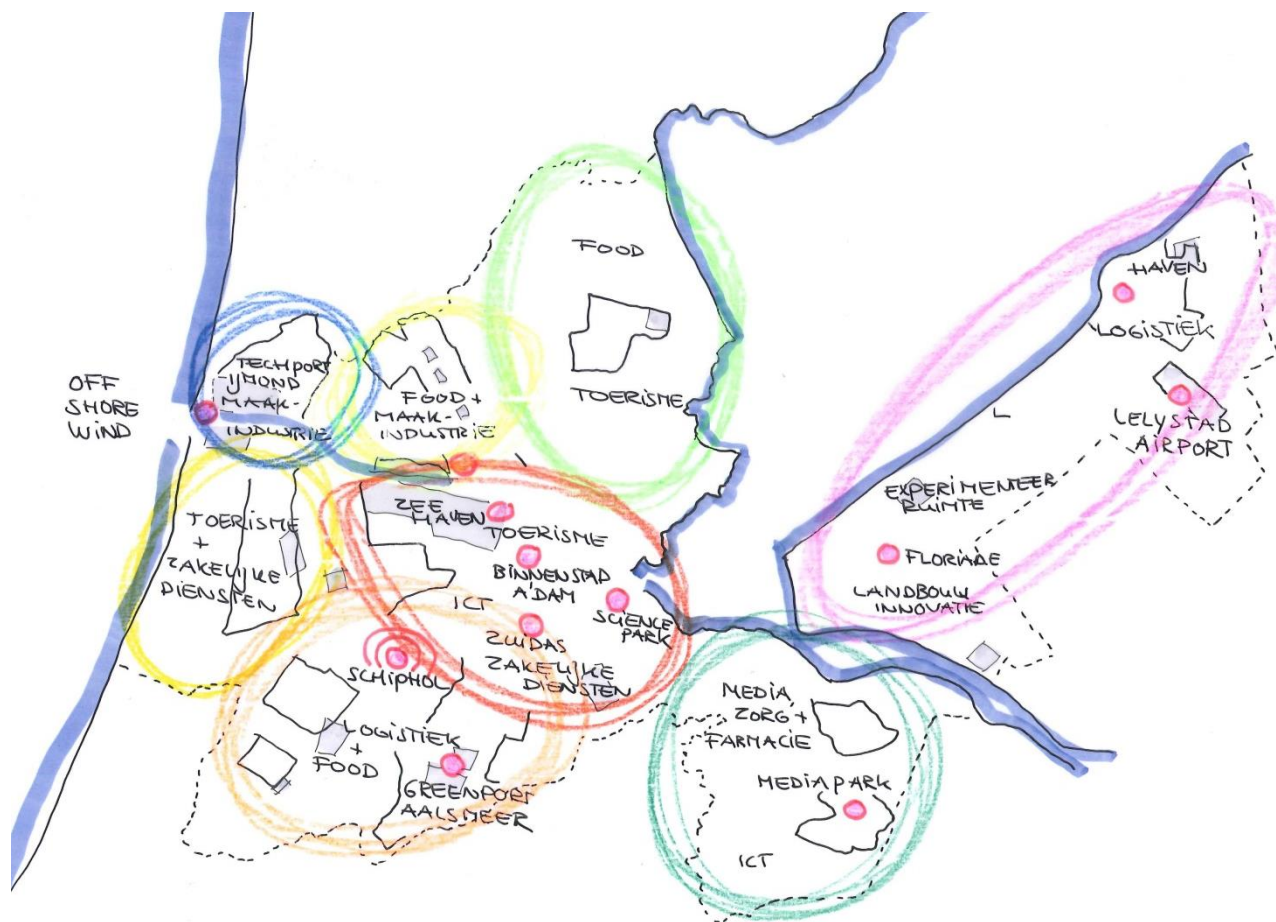 OFF
SHORE
WIND
TECHPORT
IJMOND
MAAK-
INDUSTRIE
FOOD +
MAAK-
INDUSTRIE
FOOD
TOERISME
HAVEN
LOGISTIEK
LELYSTAD
AIRPORT
EXPERIMENTEER
RUIMTE
FLORIADE
LANDBOUW
INNOVATIE
TOERISME
+
ZAKELIJKE
DIENSTEN
ZEE
HAVEN
TOERISME
BINNENSTAD
A'DAM
ICT
SCIENCE
PARK
ZUIDAS
ZAKELIJKE
DIENSTEN
SCHIPHOL
LOGISTIEK
+
FOOD
GREENPORT
AALSMEER
MEDIA
ZORG +
FARMACIE
MEDIAPARK
ICT